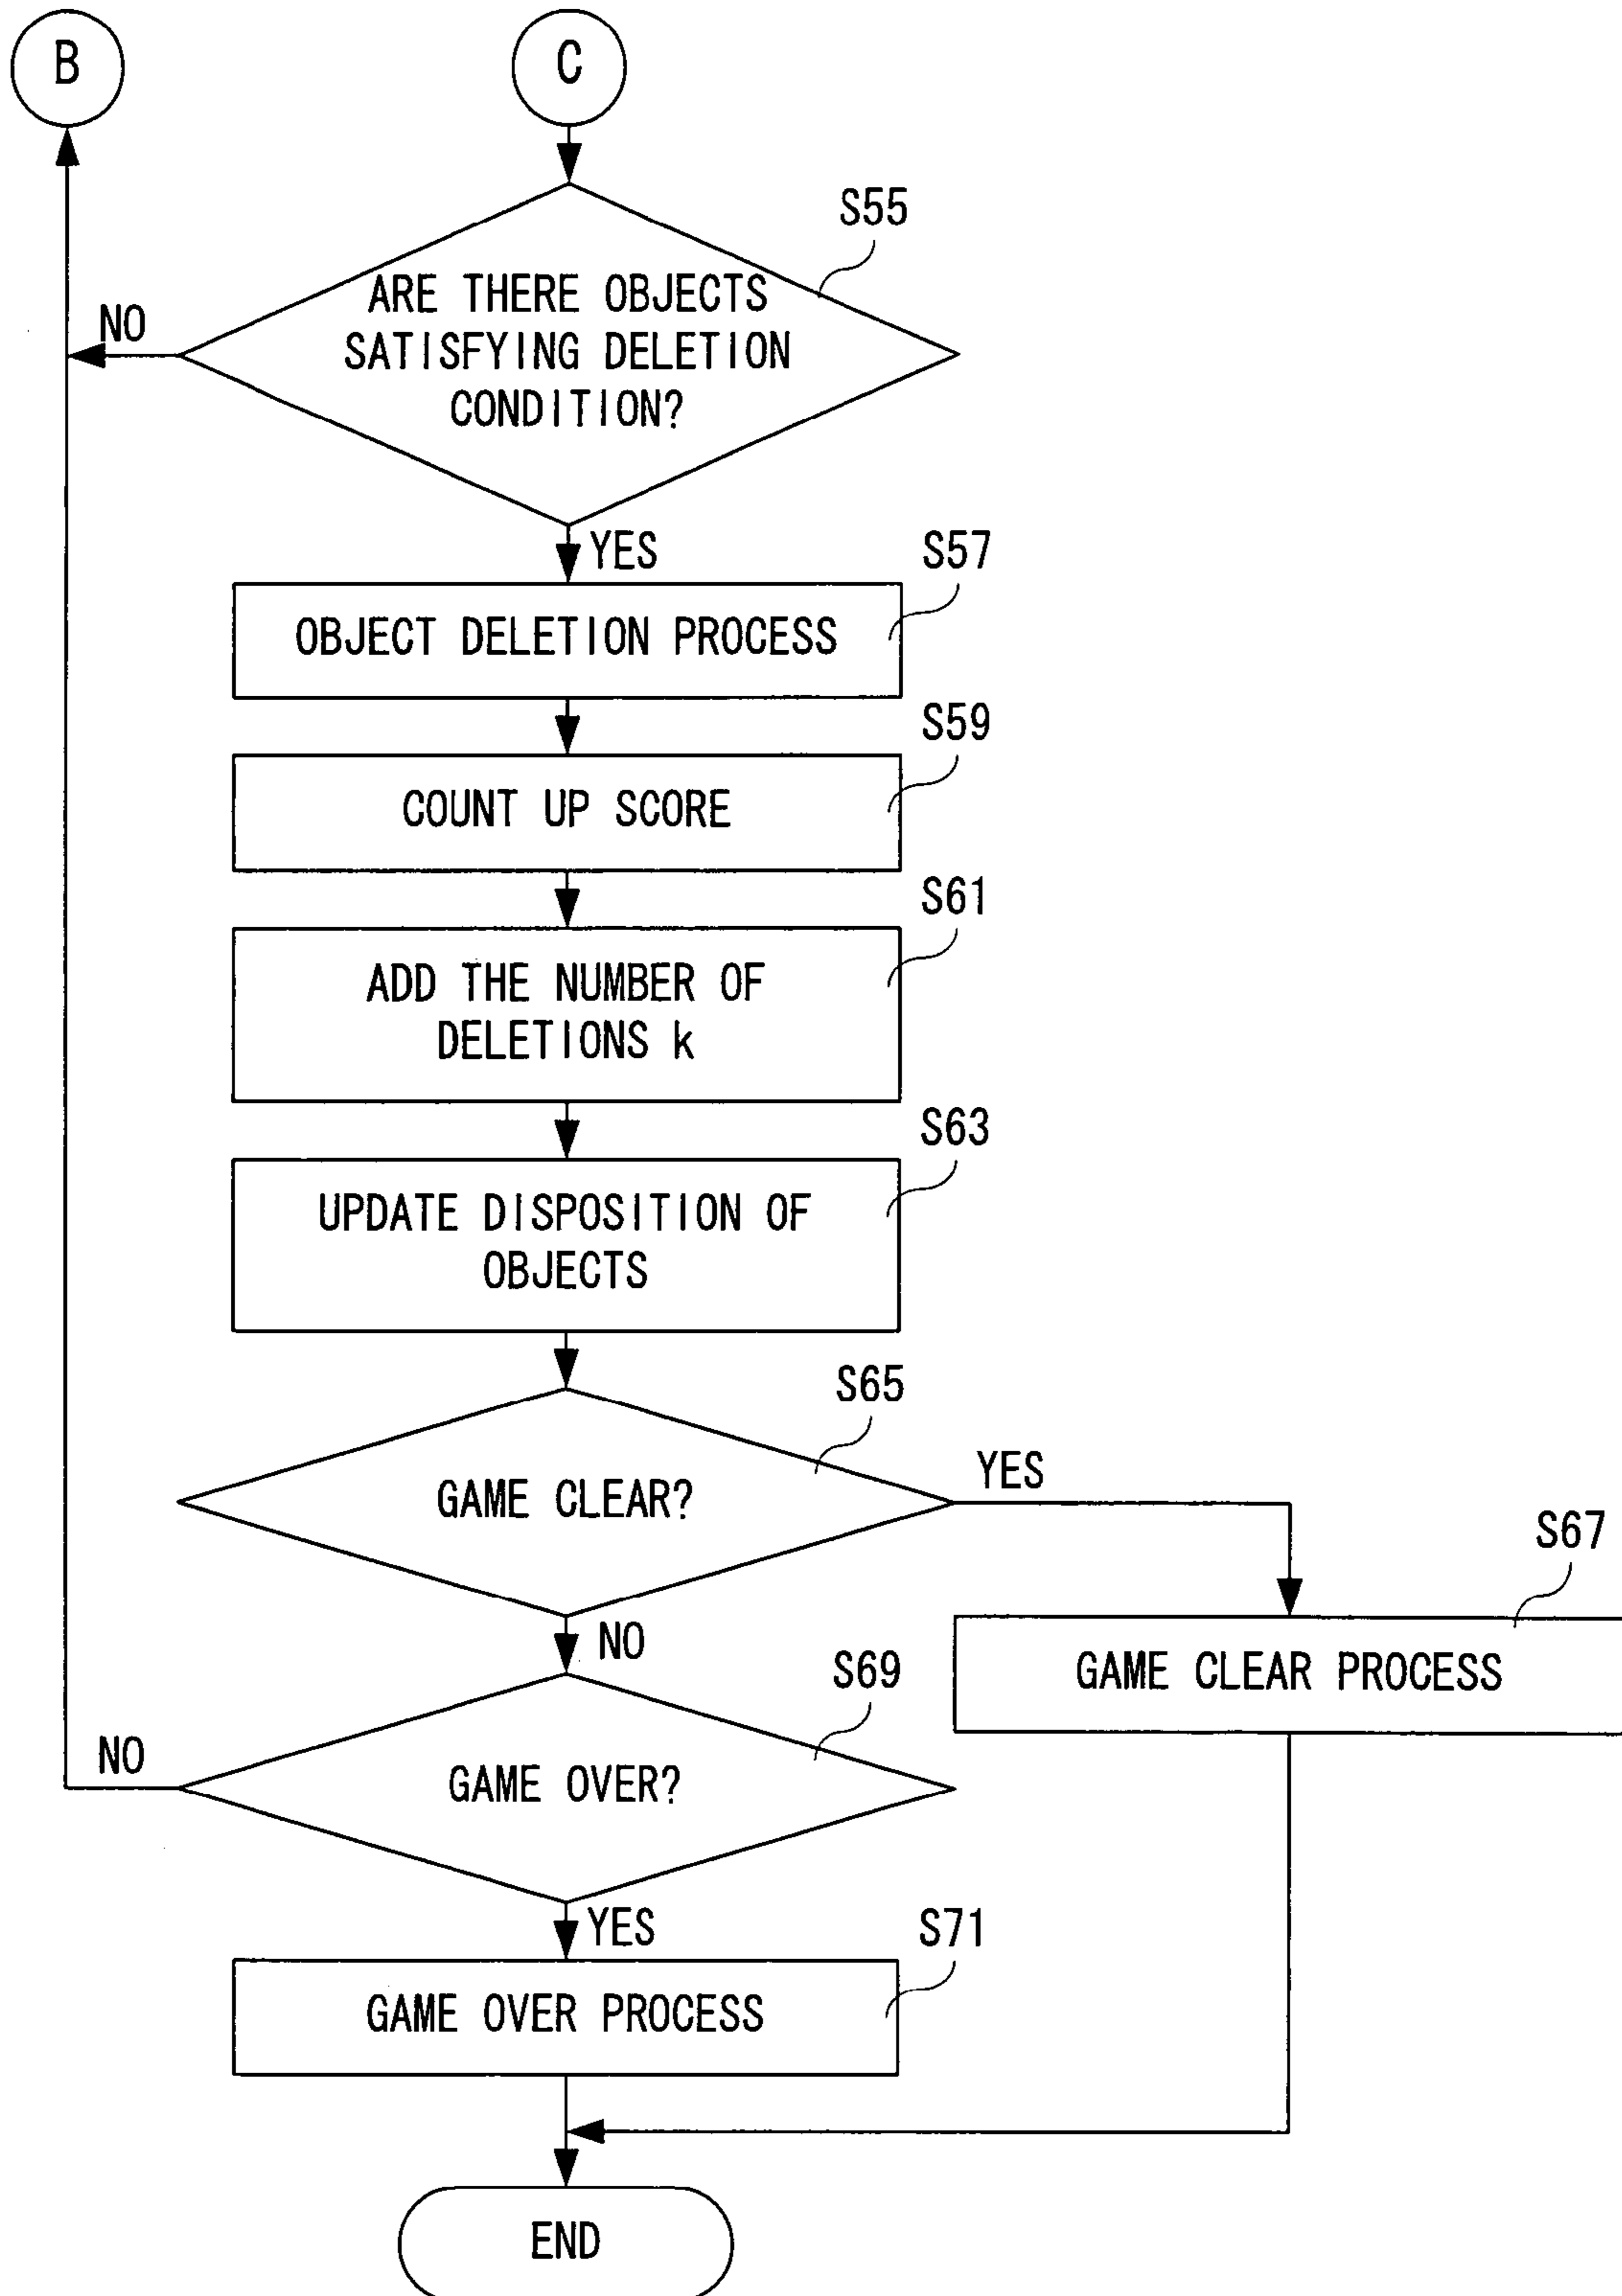 B
C
S55
ARE THERE OBJECTS
SATISFYING DELETION
CONDITION?
NO
YES
S57
OBJECT DELETION PROCESS
S59
COUNT UP SCORE
S61
ADD THE NUMBER OF
DELETIONS k
S63
UPDATE DISPOSITION OF
OBJECTS
S65
GAME CLEAR?
YES
S67
GAME CLEAR PROCESS
NO
S69
GAME OVER?
NO
YES
S71
GAME OVER PROCESS
END